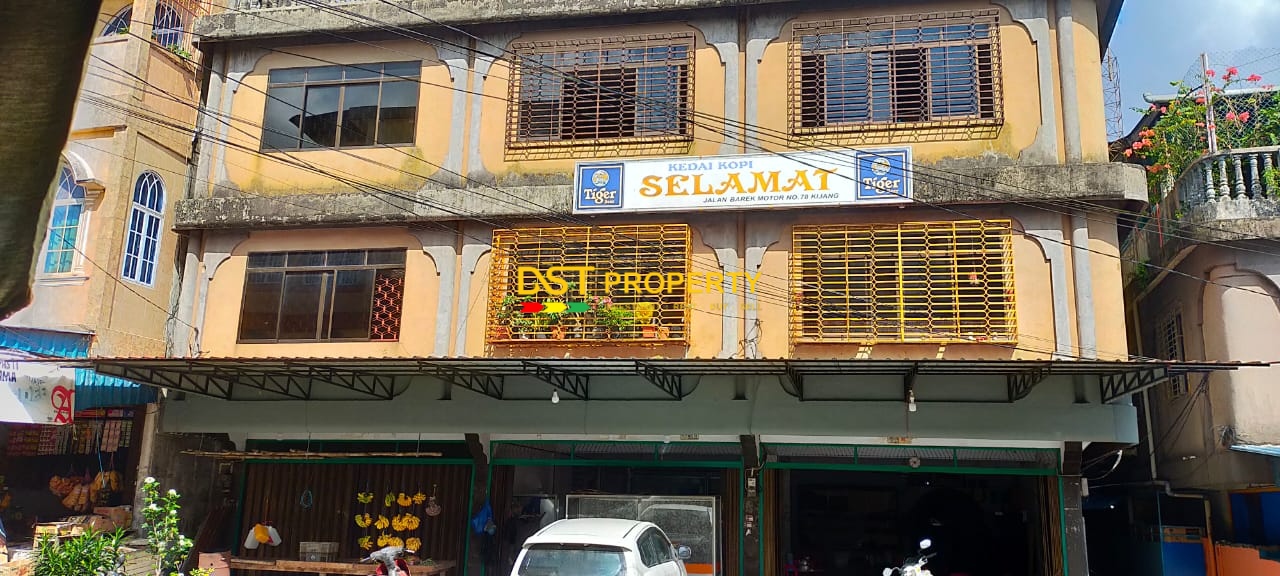 KEDAI KOPI
SELAMAT
JALAN BAREK MOTOR NO.78 KIJANG
Tiger
Tiger
DST PROPERTY